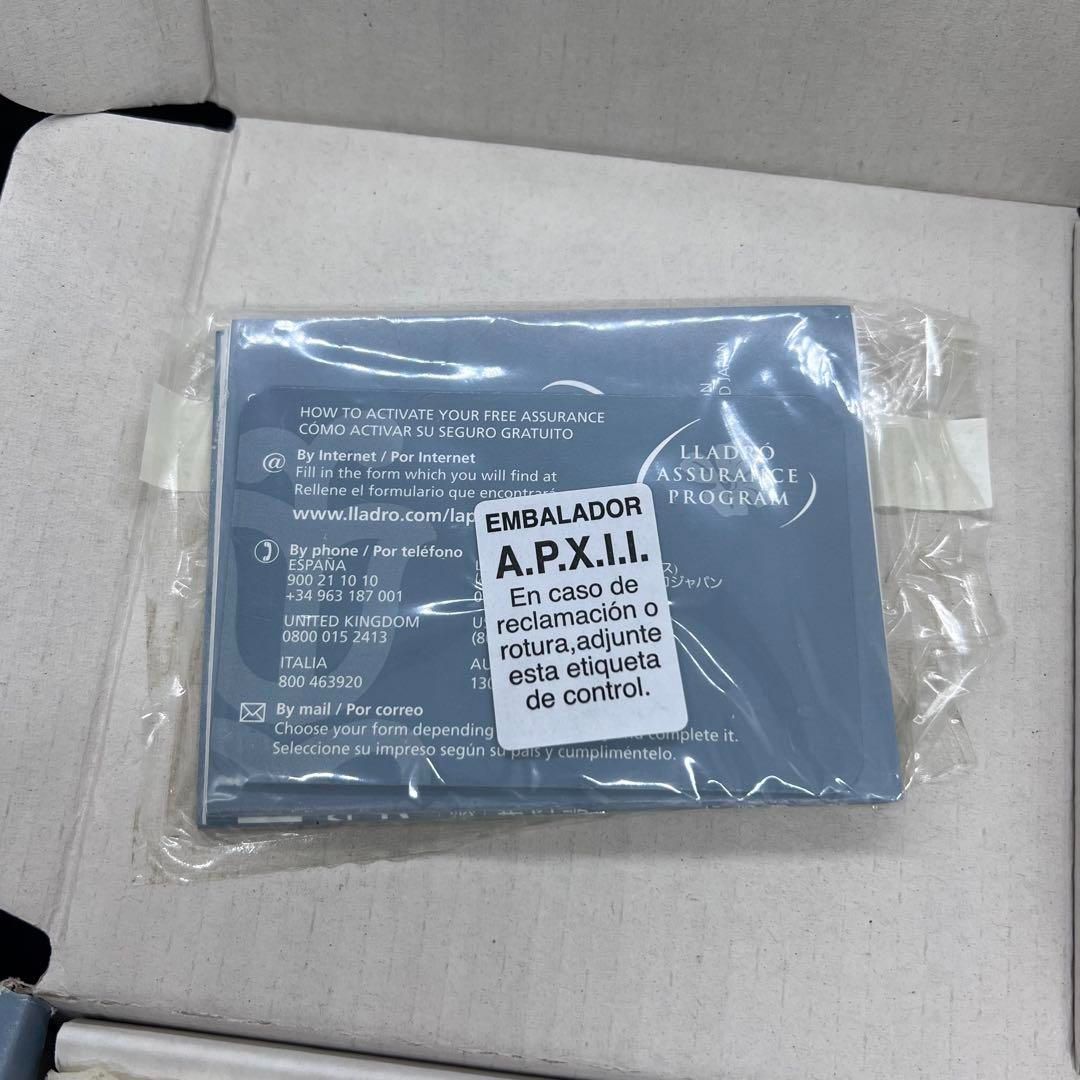 HOW TO ACTIVATE YOUR FREE ASSURANCE
CÓMO ACTIVAR SU SEGURO GRATUITO
@ By Internet / Por Internet
Fill in the form which you will find at
Rellene el formulario que encontrará
www.lladro.com/lap
By phone / Por teléfono
ESPAÑA
900 21 10 10
+34 963 187 001
UNITED KINGDOM
0800 015 2413
ITALIA
800 463920
ジャパン
By mail / Por correo
Choose your form depending
complete it.
Seleccione su impreso según su país y cumpliméntelo.
LLADRÓ
ASSURANCE
PROGRAM
EMBALADOR
A.P.X.I.I.
En caso de
reclamación o
rotura,adjunte
esta etiqueta
de control.